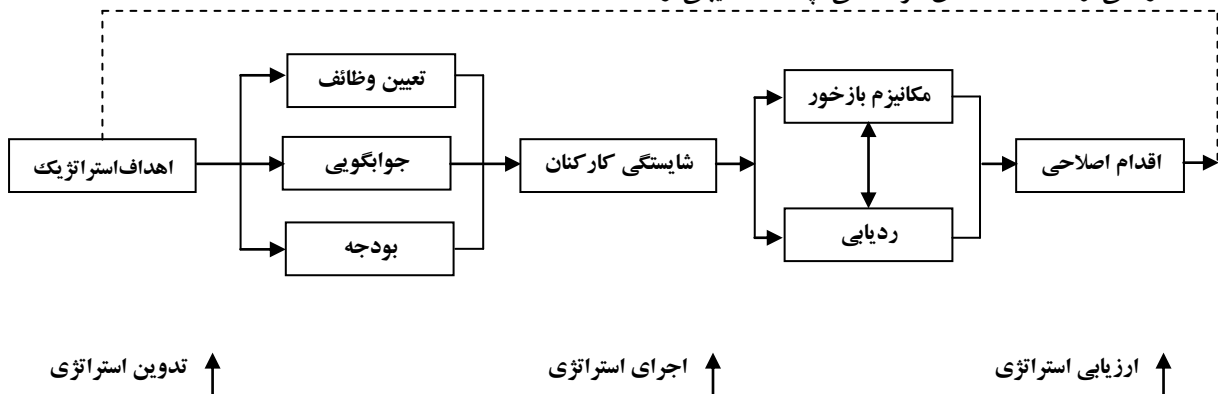 تعیین وظائف
مکانیزم بازخور
اهداف‌استراتژیک
جوابگویی
شایستگی کارکنان
اقدام اصلاحی
ردیابی
بودجه
تدوین استراتژی
اجرای استراتژی
ارزیابی استراتژی